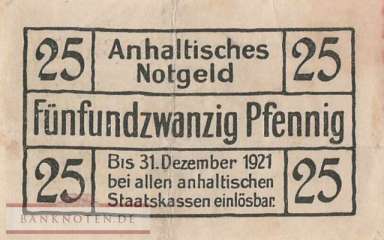 25 Anhaltisches 25
Notgeld
Fünfundzwanzig Pfennig
25 Bis 31. Dezember 1921 25
bei allen anhaltischen
Staatskassen einlösbar.
BANKNOTEN.DE